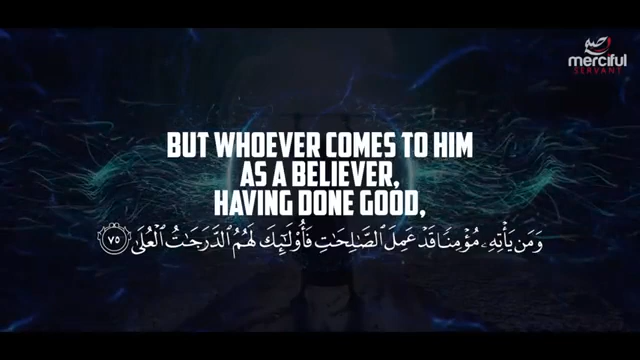 merciful
SERVANT
BUT WHOEVER COMES TO HIM
AS A BELIEVER,
HAVING DONE GOOD,
وَمَن يَأْتِهِۦ مُؤْمِنًا قَدْ عَمِلَ ٱلصَّـٰلِحَـٰتِ فَأُو۟لَـٰٓئِكَ لَهُمُ ٱلدَّرَجَـٰتُ ٱلْعُلَىٰ ٧٥